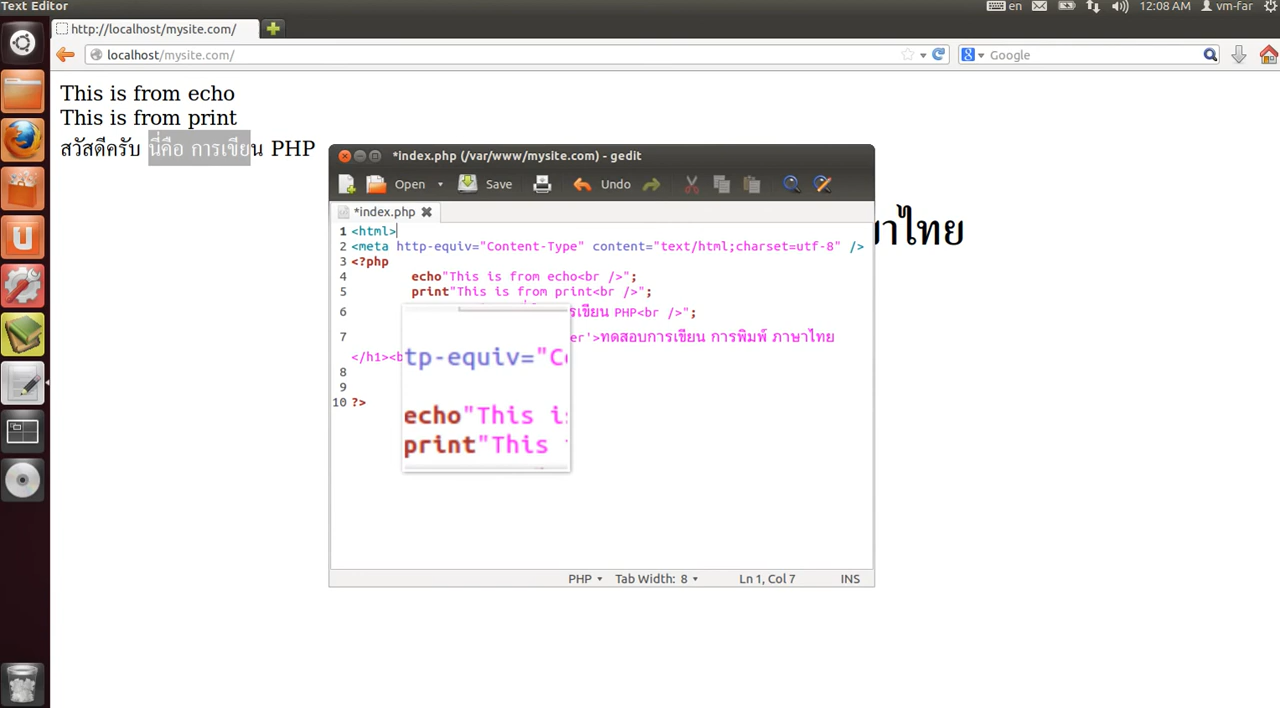 Text Editor
en
12:08 AM
vm-far
http://localhost/mysite.com/
localhost/mysite.com/
Google
This is from echo
This is from print
สวัสดีครับ นี่คือ การเขียน PHP
าไทย
*index.php (/var/www/mysite.com) - gedit
Open
Save
Undo
*index.php
1 <html>
2 <meta http-equiv="Content-Type" content="text/html;charset=utf-8" />
3 <?php
4 echo"This is from echo<br />";
5 print"This is from print<br />";
6 เขียน PHP<br />";
7 er'>ทดสอบการเขียน การพิมพ์ ภาษาไทย
</h1><b
8
9
10 ?>
tp-equiv="C
echo"This is
print"This
PHP
Tab Width: 8
Ln 1, Col 7
INS